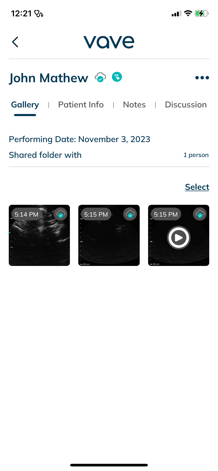 12:21
vave
John Mathew
Gallery | Patient Info | Notes | Discussion
Performing Date: November 3, 2023
Shared folder with 1 person
Select
5:14 PM 5:15 PM 5:15 PM